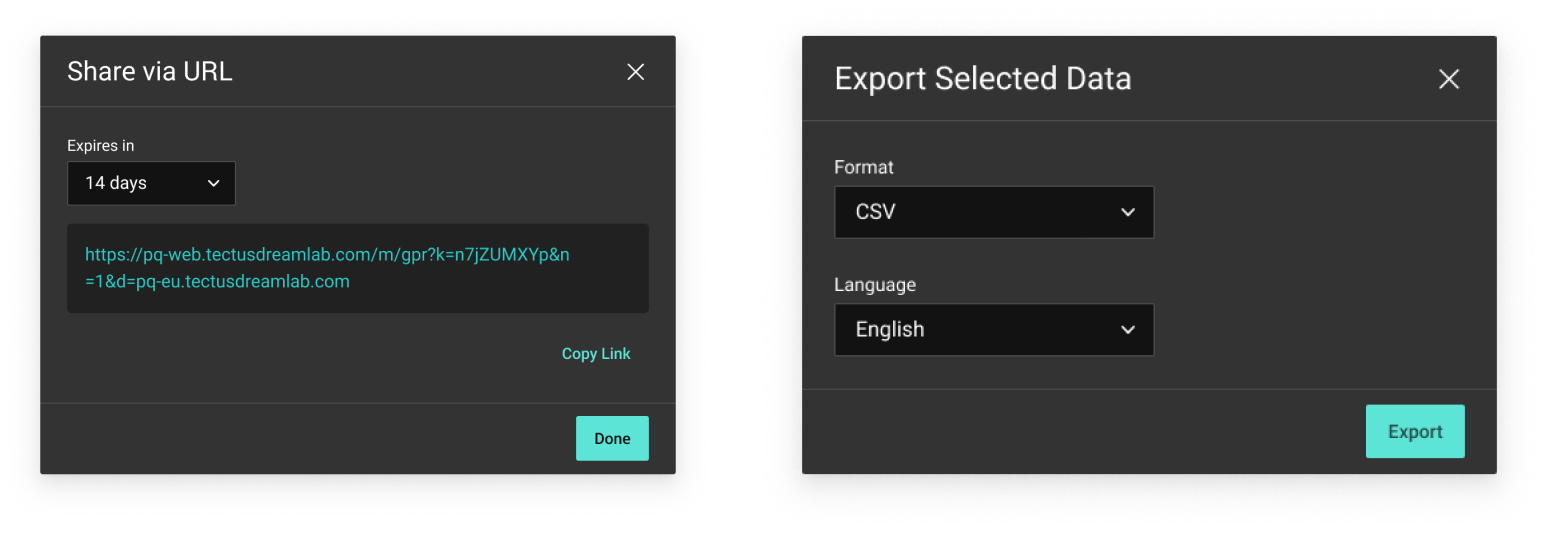 Share via URL
Expires in
14 days
https://pq-web.tectusdreamlab.com/m/gpr?k=n7jZUMXYp&n
=1&d=pq-eu.tectusdreamlab.com
Copy Link
Done
Export Selected Data
Format
CSV
Language
English
Export